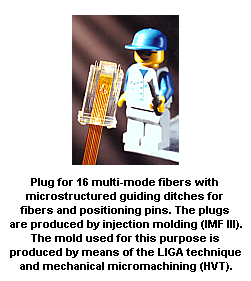 Plug for 16 multi-mode fibers with
microstructured guiding ditches for
fibers and positioning pins. The plugs
are produced by injection molding (IMF III).
The mold used for this purpose is
produced by means of the LIGA technique
and mechanical micromachining (HVT).